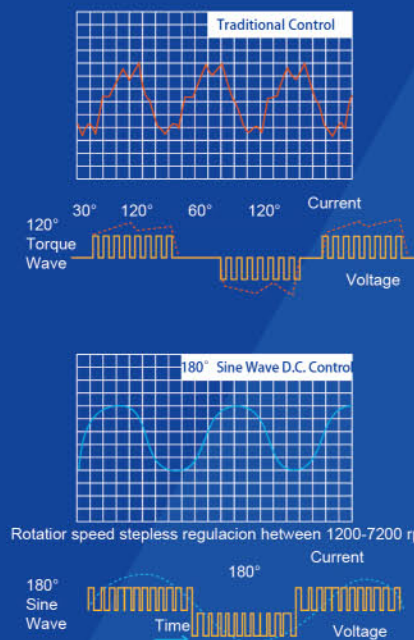 Traditional Control
30° 120° 60° 120° Current
120°
Torque
Wave
Voltage
180° Sine Wave D.C. Control
Rotatior speed stepless regulacion hetween 1200-7200 r
Current
180° 180°
Sine
Wave
Time
Voltage